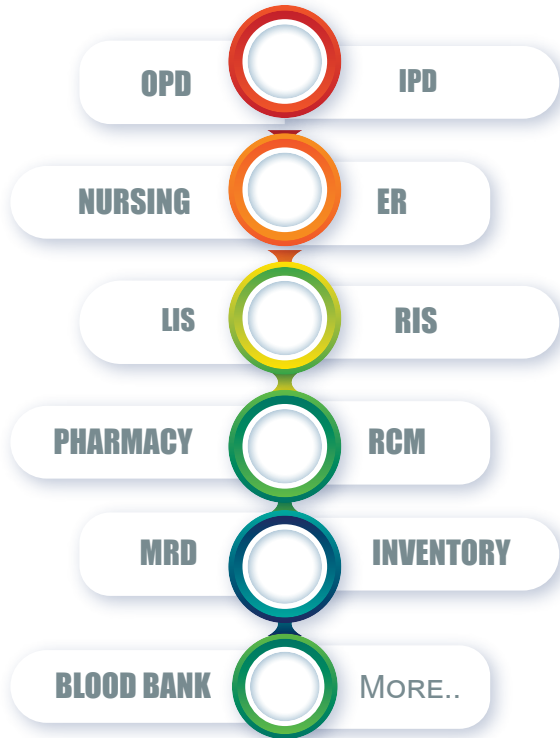 OPD
IPD
NURSING
ER
LIS
RIS
PHARMACY
RCM
MRD
INVENTORY
BLOOD BANK
MORE..